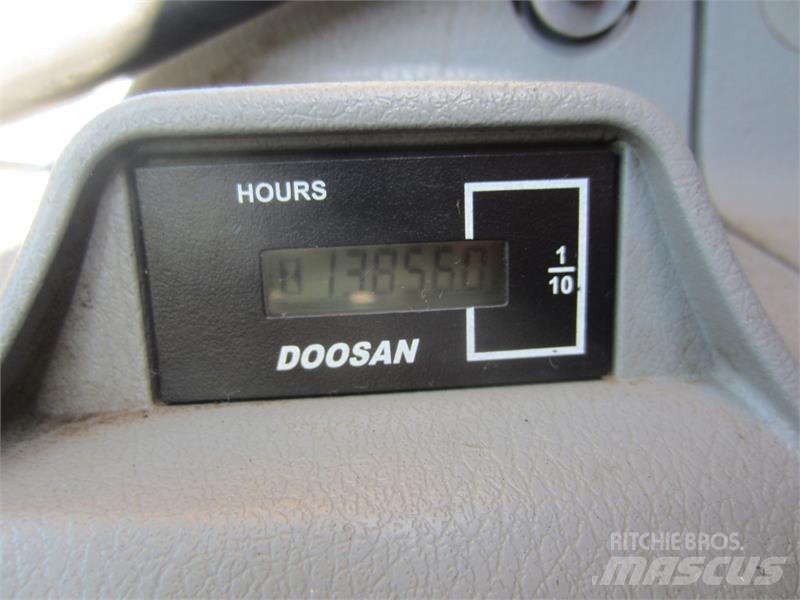 HOURS
138560
1
10
DOOSAN
RITCHIE BROS.
MASCUS